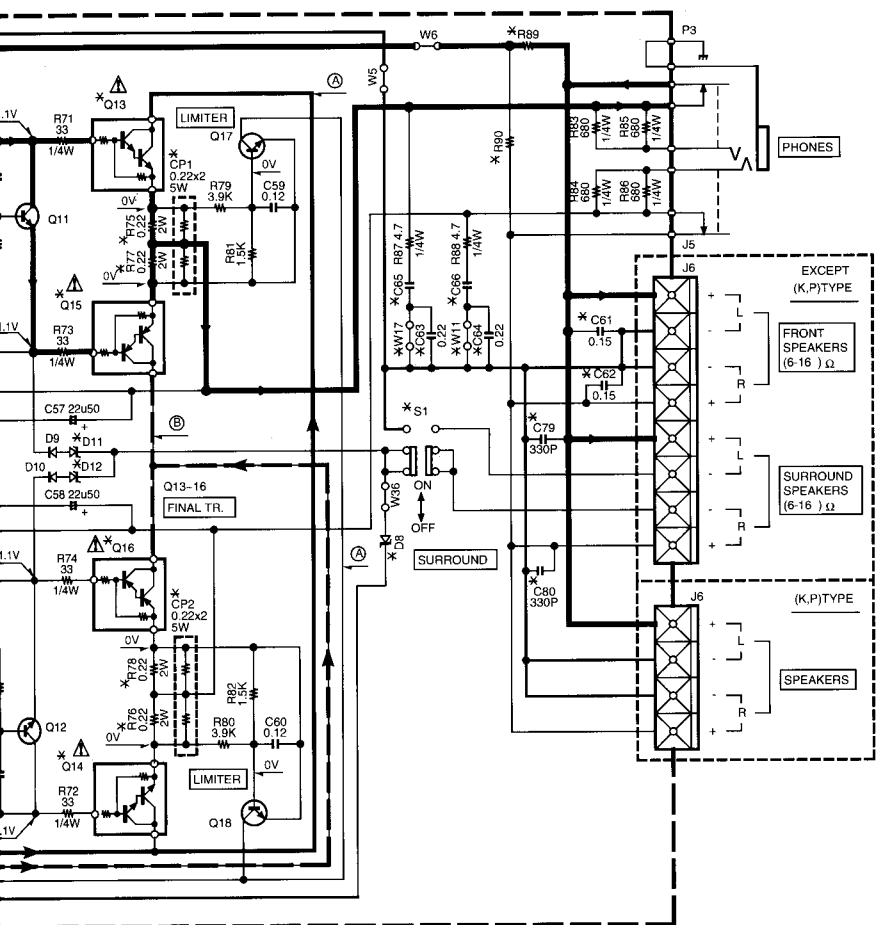 W6
*R89
P3
W5
A
*Q13
.1V
R71
33
1/4W
LIMITER
Q17
*
CP1
0.22x2
5W
0V
R79
3.9K
C59
0.12
*R90
R83
680
1/4W
R85
680
1/4W
PHONES
R84
680
1/4W
R86
680
1/4W
Q11
0V
*R75
0.22
2W
*R77
0.22
2W
R81
1.5K
0V
R87 4.7
1/4W
R88 4.7
1/4W
*C65
*C66
J5
J6
EXCEPT
(K,P)TYPE
*Q15
.1V
R73
33
1/4W
*W17
*C63
0.22
*W11
*C64
0.22
*C61
0.15
*C62
0.15
+
-
L
-
R
+
FRONT
SPEAKERS
(6-16 ) Ω
C57 22u50
+
B
*S1
*
C79
330P
D9
*D11
D10
*D12
C58 22u50
+
Q13~16
FINAL TR.
ON
OFF
W36
*D8
SURROUND
+
-
L
-
R
+
SURROUND
SPEAKERS
(6-16 ) Ω
A
*Q16
.1V
R74
33
1/4W
*
CP2
0.22x2
5W
*
C80
330P
J6
(K,P)TYPE
0V
*R78
0.22
2W
*R76
0.22
2W
R82
1.5K
0V
R80
3.9K
C60
0.12
+
-
L
-
R
+
SPEAKERS
Q12
*Q14
R72
33
1/4W
.1V
LIMITER
0V
Q18